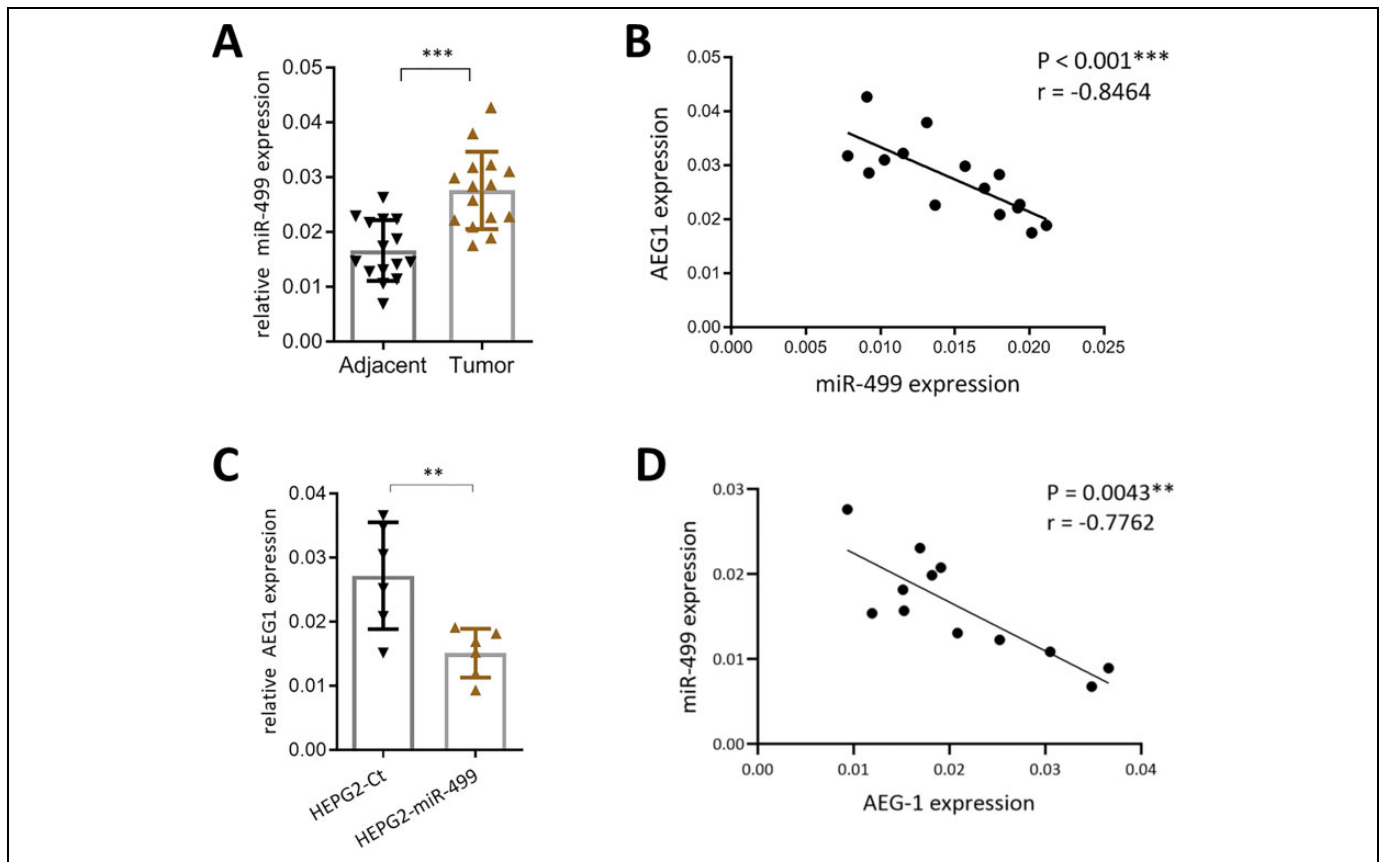 A
***
relative miR-499 expression
0.05
0.04
0.03
0.02
0.01
0.00
Adjacent Tumor
B
P < 0.001***
r = -0.8464
AEG1 expression
0.05
0.04
0.03
0.02
0.01
0.00
0.000 0.005 0.010 0.015 0.020 0.025
miR-499 expression
C
**
relative AEG1 expression
0.04
0.03
0.02
0.01
0.00
HEPG2-Ct
HEPG2-miR-499
D
P = 0.0043**
r = -0.7762
miR-499 expression
0.03
0.02
0.01
0.00
0.00 0.01 0.02 0.03 0.04
AEG-1 expression